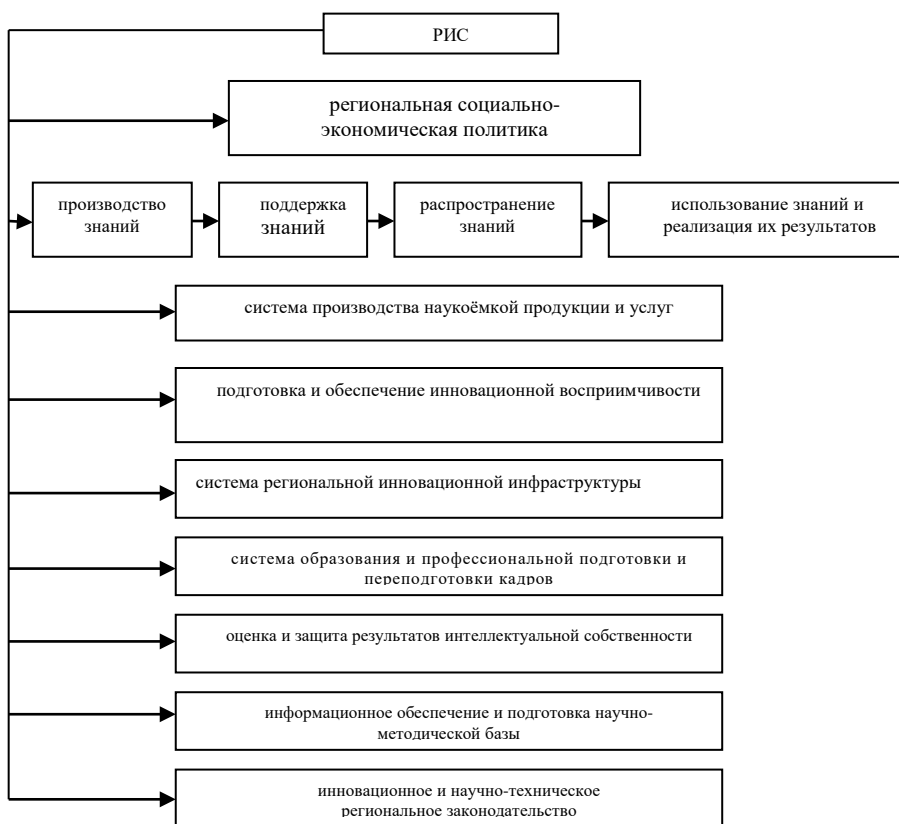 РИС
региональная социально-
экономическая политика
производство
знаний
поддержка
знаний
распространение
знаний
использование знаний и
реализация их результатов
система производства наукоёмкой продукции и услуг
подготовка и обеспечение инновационной восприимчивости
система региональной инновационной инфраструктуры
система образования и профессиональной подготовки и
переподготовки кадров
оценка и защита результатов интеллектуальной собственности
информационное обеспечение и подготовка научно-
методической базы
инновационное и научно-техническое
региональное законодательство